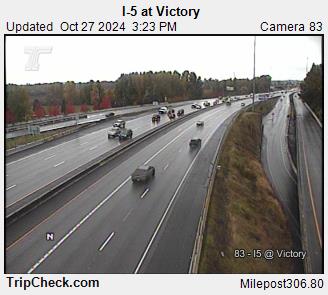 I-5 at Victory
Updated Oct 27 2024 3:23 PM Camera 83
N
83 - I5 @ Victory
TripCheck.com Milepost306.80